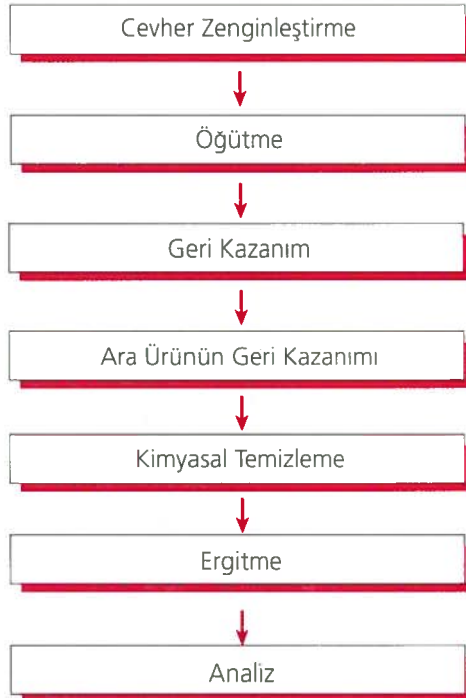 Cevher Zenginleştirme
Öğütme
Geri Kazanım
Ara Ürünün Geri Kazanımı
Kimyasal Temizleme
Ergitme
Analiz